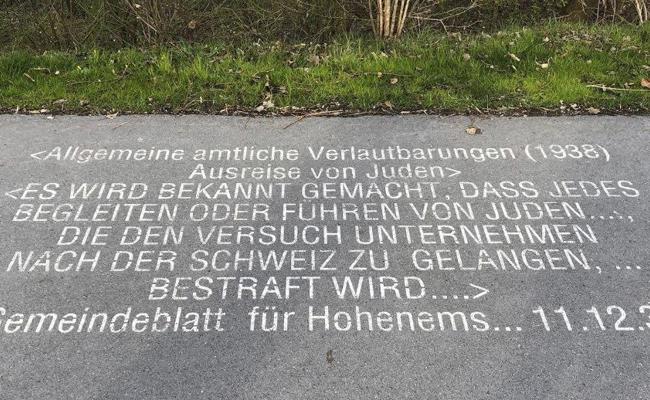 <Allgemeine amtliche Verlautbarungen (1938)
Ausreise von Juden>
<ES WIRD BEKANNT GEMACHT, DASS JEDES
BEGLEITEN ODER FÜHREN VON JUDEN....,
DIE DEN VERSUCH UNTERNEHMEN
NACH DER SCHWEIZ ZU GELANGEN, ...
BESTRAFT WIRD....>
Gemeindeblatt für Hohenems... 11.12.3